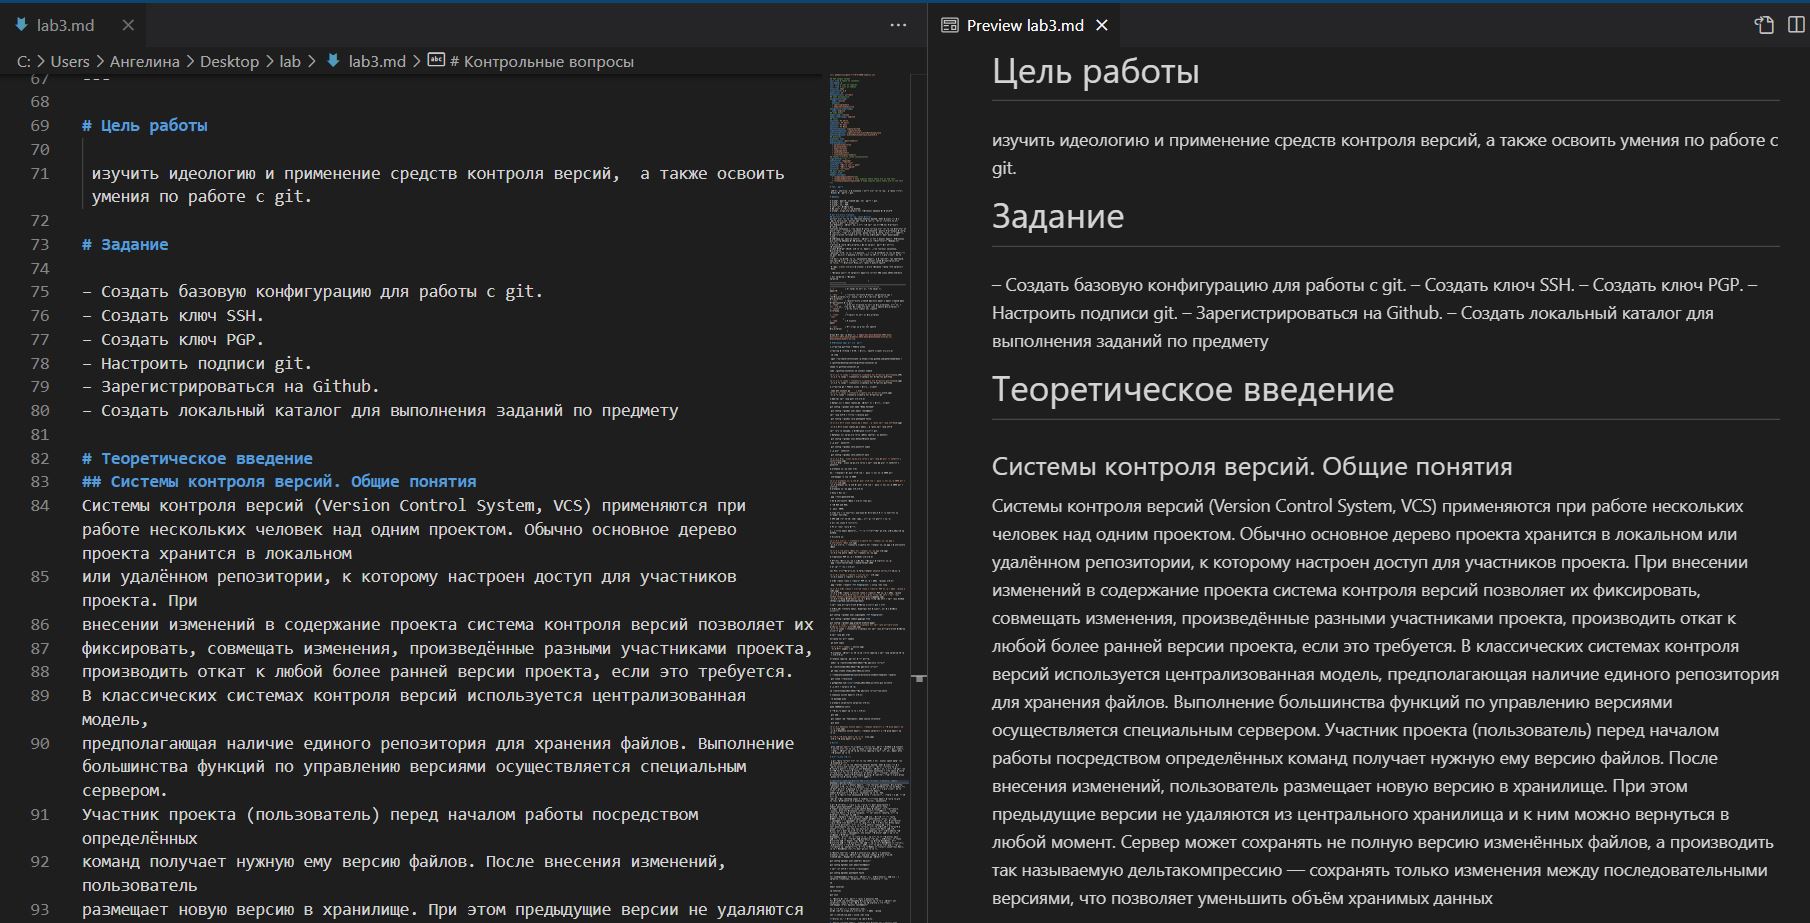 lab3.md
C: > Users > Ангелина > Desktop > lab > lab3.md > # Контрольные вопросы
67 ---
68
69 # Цель работы
70
71 изучить идеологию и применение средств контроля версий,  а также освоить
умения по работе с git.
72
73 # Задание
74
75 – Создать базовую конфигурацию для работы с git.
76 – Создать ключ SSH.
77 – Создать ключ PGP.
78 – Настроить подписи git.
79 – Зарегистрироваться на Github.
80 – Создать локальный каталог для выполнения заданий по предмету
81
82 # Теоретическое введение
83 ## Системы контроля версий. Общие понятия
84 Системы контроля версий (Version Control System, VCS) применяются при
работе нескольких человек над одним проектом. Обычно основное дерево
проекта хранится в локальном
85 или удалённом репозитории, к которому настроен доступ для участников
проекта. При
86 внесении изменений в содержание проекта система контроля версий позволяет их
87 фиксировать, совмещать изменения, произведённые разными участниками проекта,
88 производить откат к любой более ранней версии проекта, если это требуется.
89 В классических системах контроля версий используется централизованная
модель,
90 предполагающая наличие единого репозитория для хранения файлов. Выполнение
большинства функций по управлению версиями осуществляется специальным
сервером.
91 Участник проекта (пользователь) перед началом работы посредством
определённых
92 команд получает нужную ему версию файлов. После внесения изменений,
пользователь
93 размещает новую версию в хранилище. При этом предыдущие версии не удаляются
Preview lab3.md
Цель работы
изучить идеологию и применение средств контроля версий, а также освоить умения по работе с
git.
Задание
– Создать базовую конфигурацию для работы с git. – Создать ключ SSH. – Создать ключ PGP. –
Настроить подписи git. – Зарегистрироваться на Github. – Создать локальный каталог для
выполнения заданий по предмету
Теоретическое введение
Системы контроля версий. Общие понятия
Системы контроля версий (Version Control System, VCS) применяются при работе нескольких
человек над одним проектом. Обычно основное дерево проекта хранится в локальном или
удалённом репозитории, к которому настроен доступ для участников проекта. При внесении
изменений в содержание проекта система контроля версий позволяет их фиксировать,
совмещать изменения, произведённые разными участниками проекта, производить откат к
любой более ранней версии проекта, если это требуется. В классических системах контроля
версий используется централизованная модель, предполагающая наличие единого репозитория
для хранения файлов. Выполнение большинства функций по управлению версиями
осуществляется специальным сервером. Участник проекта (пользователь) перед началом
работы посредством определённых команд получает нужную ему версию файлов. После
внесения изменений, пользователь размещает новую версию в хранилище. При этом
предыдущие версии не удаляются из центрального хранилища и к ним можно вернуться в
любой момент. Сервер может сохранять не полную версию изменённых файлов, а производить
так называемую дельтакомпрессию — сохранять только изменения между последовательными
версиями, что позволяет уменьшить объём хранимых данных